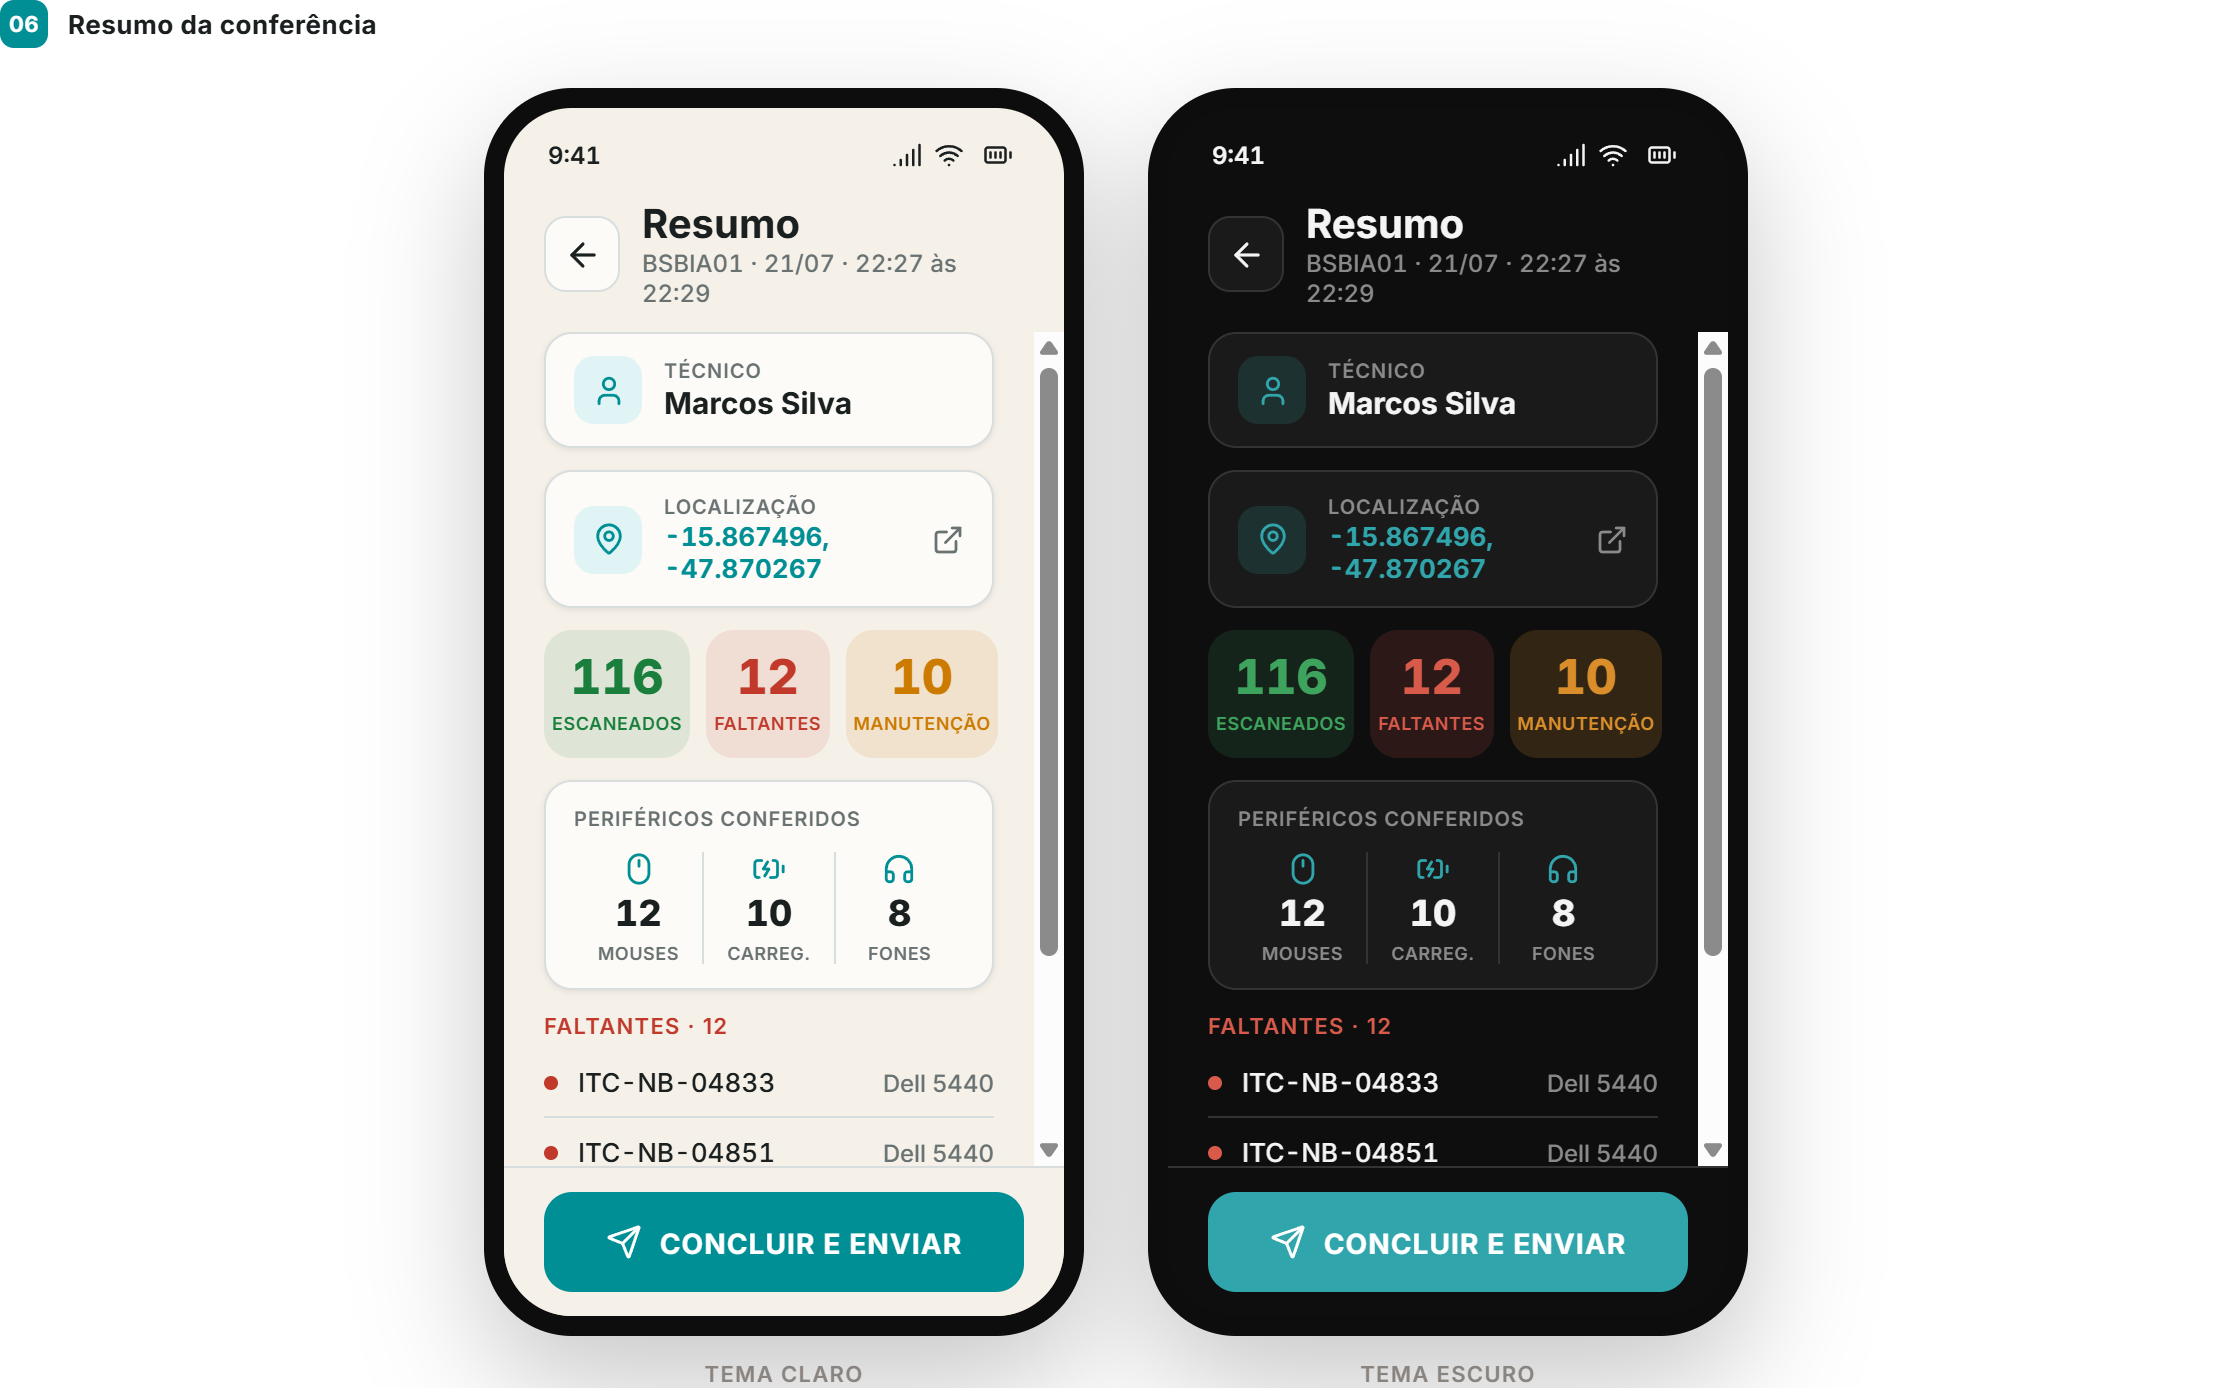 06 Resumo da conferência
9:41
Resumo
BSBIA01 · 21/07 · 22:27 às
22:29
TÉCNICO
Marcos Silva
LOCALIZAÇÃO
-15.867496,
-47.870267
116 12 10
ESCANEADOS FALTANTES MANUTENÇÃO
PERIFÉRICOS CONFERIDOS
12 10 8
MOUSES CARREG. FONES
FALTANTES · 12
ITC-NB-04833 Dell 5440
ITC-NB-04851 Dell 5440
CONCLUIR E ENVIAR
TEMA CLARO
9:41
Resumo
BSBIA01 · 21/07 · 22:27 às
22:29
TÉCNICO
Marcos Silva
LOCALIZAÇÃO
-15.867496,
-47.870267
116 12 10
ESCANEADOS FALTANTES MANUTENÇÃO
PERIFÉRICOS CONFERIDOS
12 10 8
MOUSES CARREG. FONES
FALTANTES · 12
ITC-NB-04833 Dell 5440
ITC-NB-04851 Dell 5440
CONCLUIR E ENVIAR
TEMA ESCURO